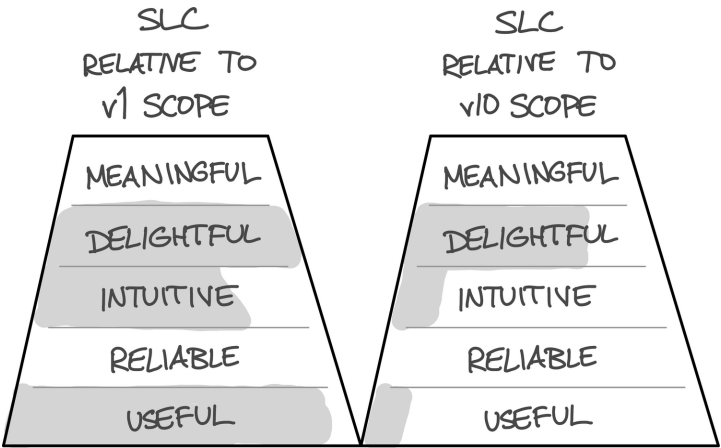 SLC
RELATIVE TO
v1 SCOPE
MEANINGFUL
DELIGHTFUL
INTUITIVE
RELIABLE
USEFUL
SLC
RELATIVE TO
v10 SCOPE
MEANINGFUL
DELIGHTFUL
INTUITIVE
RELIABLE
USEFUL